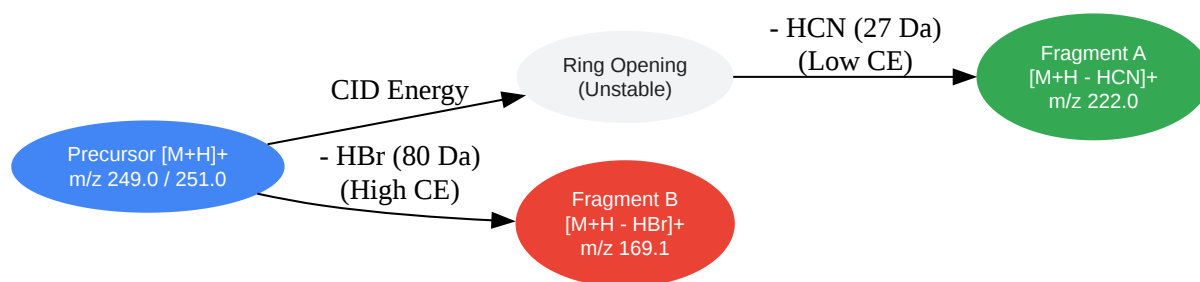 Precursor [M+H]+
m/z 249.0 / 251.0
CID Energy
- HBr (80 Da)
(High CE)
Ring Opening
(Unstable)
Fragment B
[M+H - HBr]+
m/z 169.1
- HCN (27 Da)
(Low CE)
Fragment A
[M+H - HCN]+
m/z 222.0